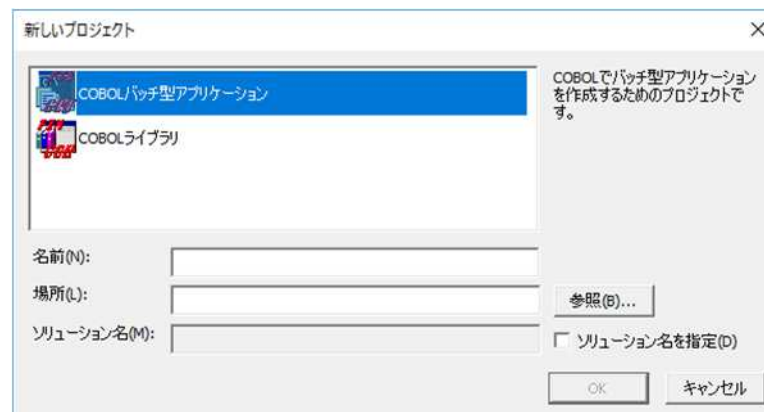 新しいプロジェクト
COBOLバッチ型アプリケーション
COBOLライブラリ
COBOLでバッチ型アプリケーション
を作成するためのプロジェクトで
す。
名前(N):
場所(L):
参照(B)...
ソリューション名(M):
ソリューション名を指定(D)
OK
キャンセル